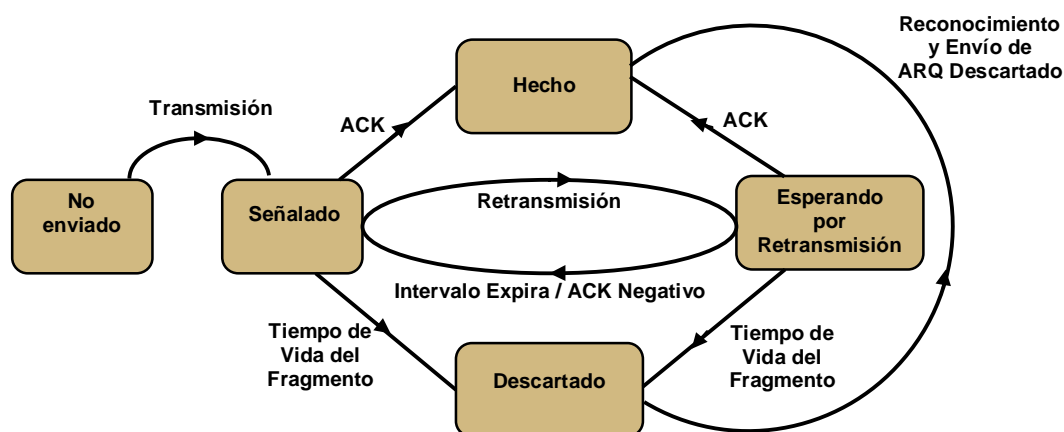 Reconocimiento
y Envío de
ARQ Descartado
Hecho
Transmisión
ACK
ACK
No
enviado
Señalado
Retransmisión
Esperando
por
Retransmisión
Intervalo Expira / ACK Negativo
Tiempo de
Vida del
Fragmento
Tiempo de
Vida del
Fragmento
Descartado